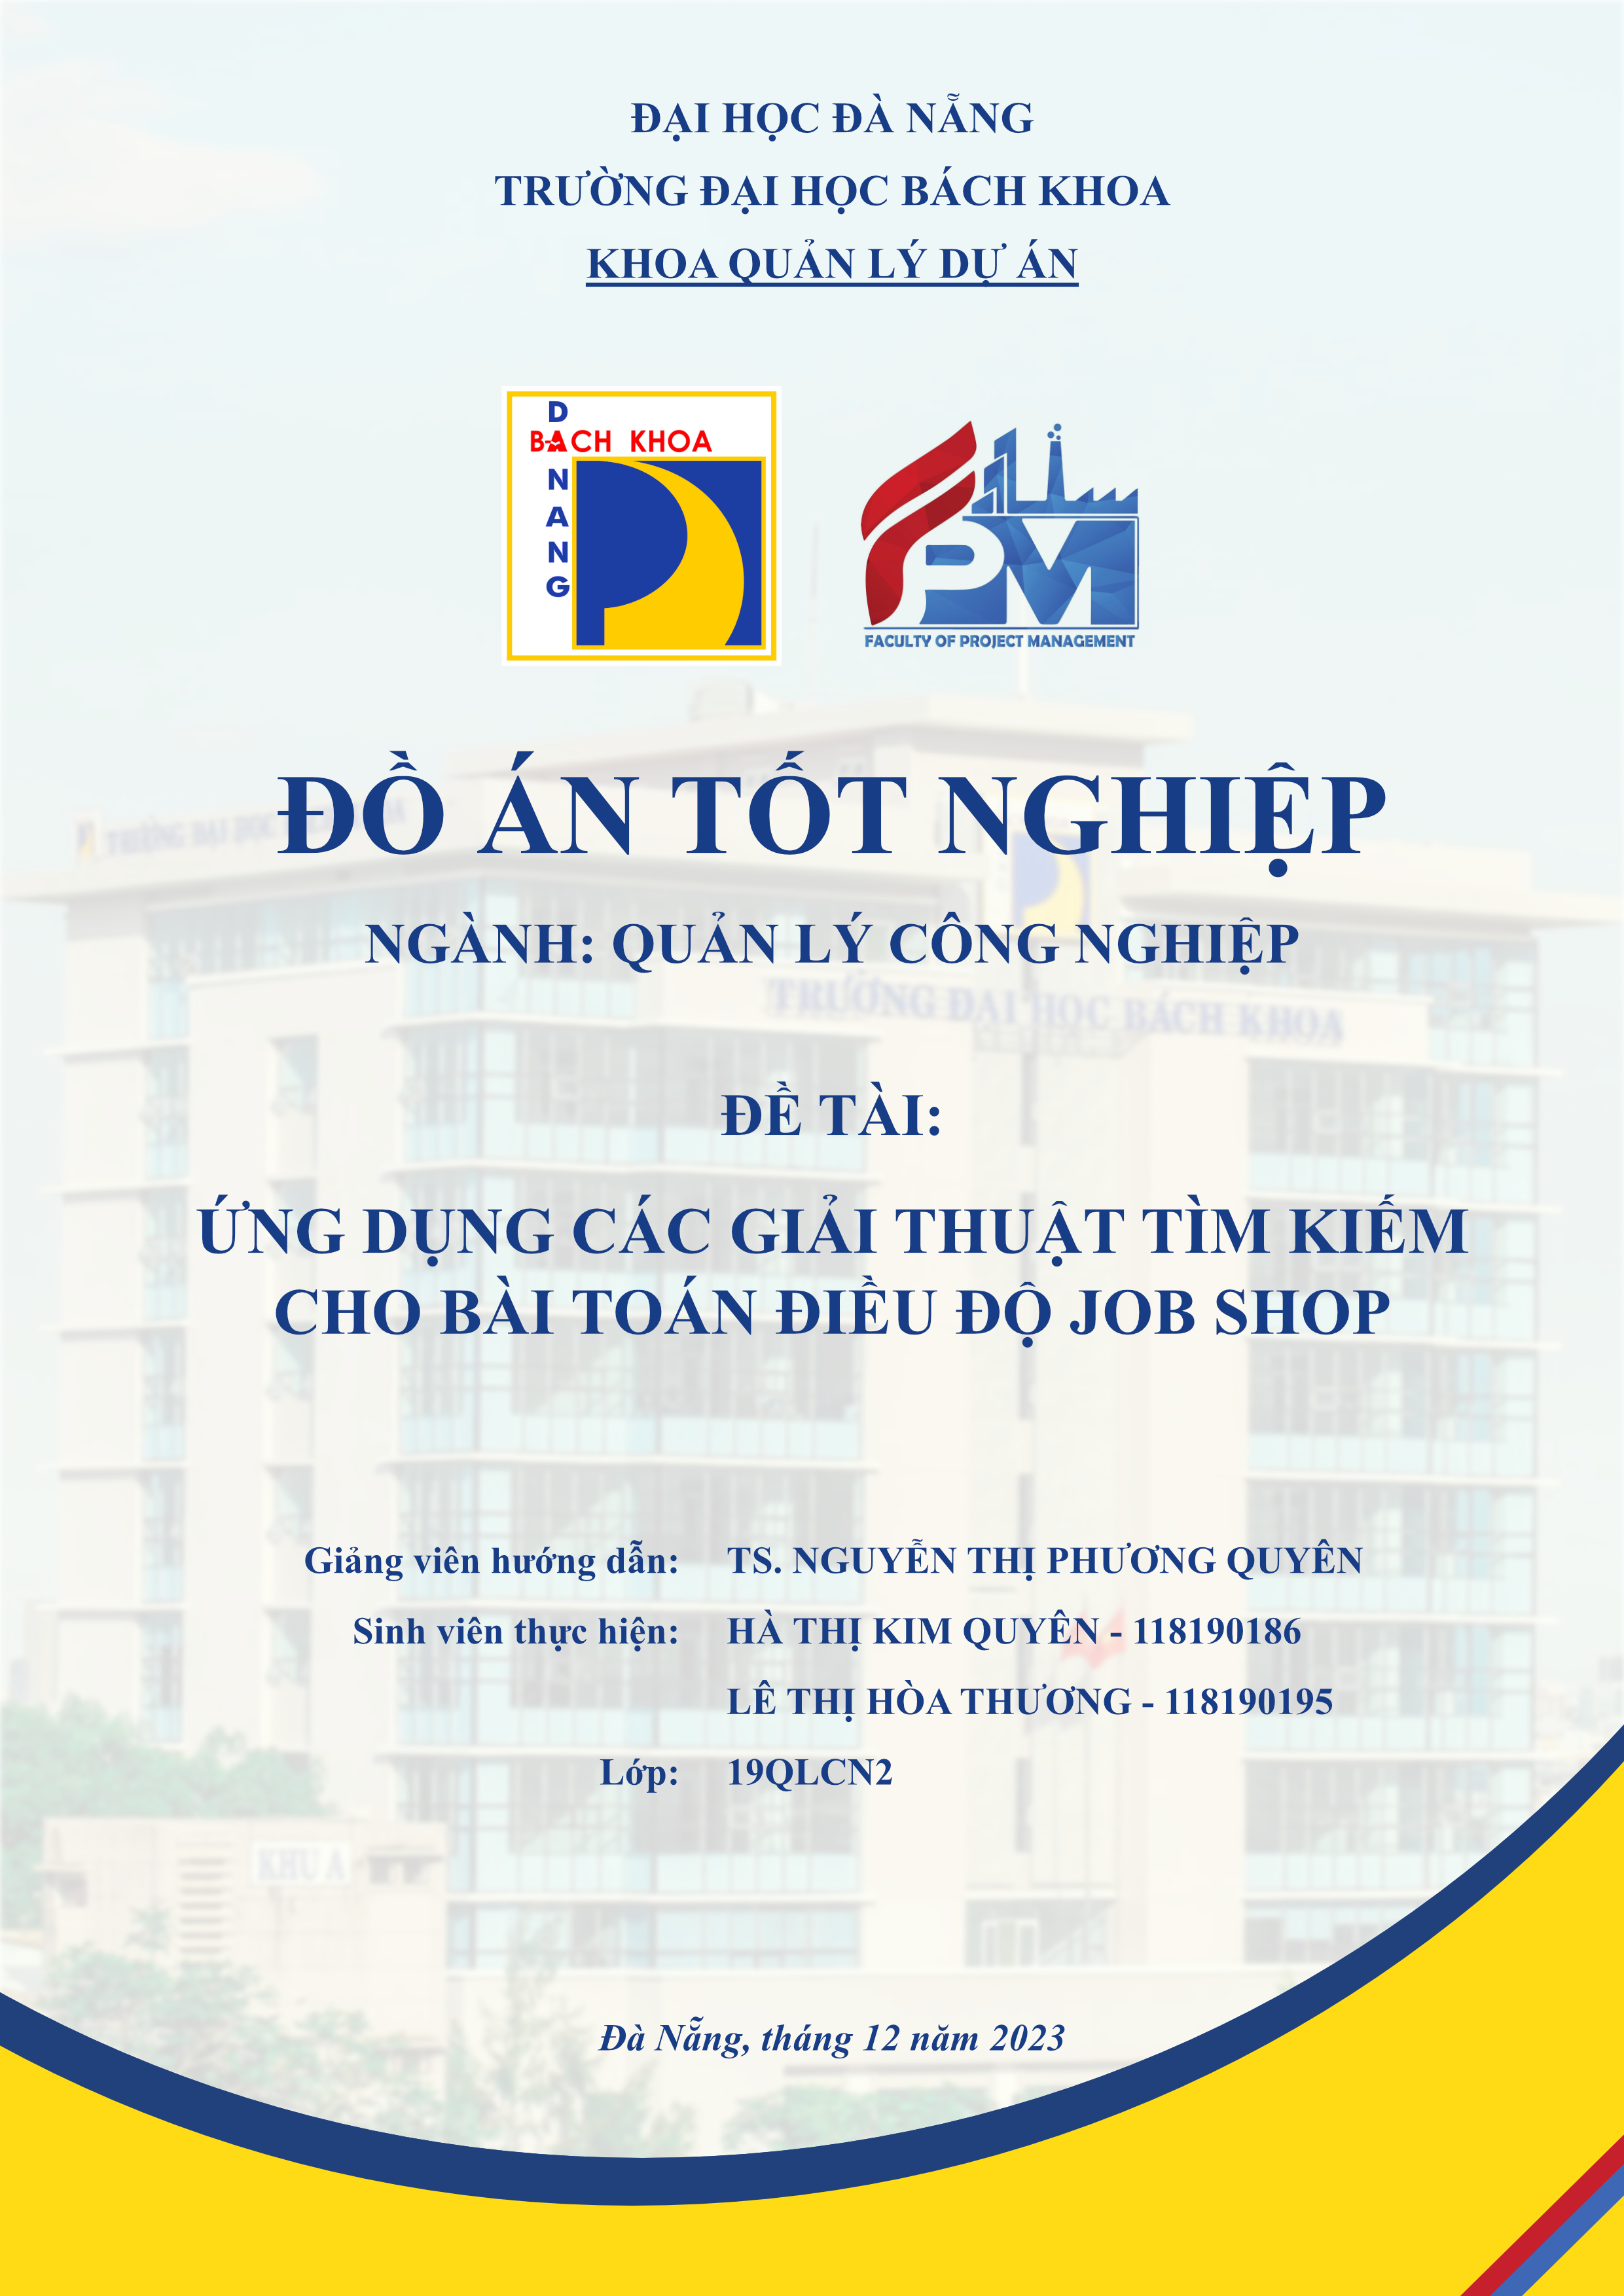 ĐẠI HỌC ĐÀ NẴNG
TRƯỜNG ĐẠI HỌC BÁCH KHOA
KHOA QUẢN LÝ DỰ ÁN
DANANG
BÁCH KHOA
FPM
FACULTY OF PROJECT MANAGEMENT
ĐỒ ÁN TỐT NGHIỆP
NGÀNH: QUẢN LÝ CÔNG NGHIỆP
TRƯỜNG ĐẠI HỌC BÁCH KHOA
ĐỀ TÀI:
ỨNG DỤNG CÁC GIẢI THUẬT TÌM KIẾM
CHO BÀI TOÁN ĐIỀU ĐỘ JOB SHOP
Giảng viên hướng dẫn: TS. NGUYỄN THỊ PHƯƠNG QUYÊN
Sinh viên thực hiện: HÀ THỊ KIM QUYÊN - 118190186
LÊ THỊ HÒA THƯƠNG - 118190195
Lớp: 19QLCN2
KHU A
Đà Nẵng, tháng 12 năm 2023